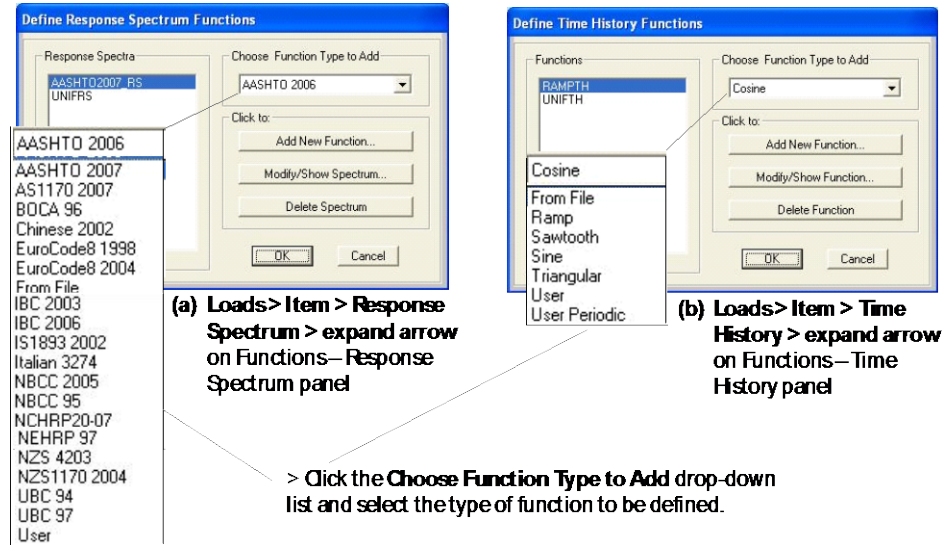 Define Response Spectrum Functions
Response Spectra
AASHTO2007_RS
UNIFRS
Choose Function Type to Add
AASHTO 2006
Click to:
Add New Function...
Modify/Show Spectrum...
Delete Spectrum
OK
Cancel
AASHTO 2006
AASHTO 2007
AS1170 2007
BOCA 96
Chinese 2002
EuroCode8 1998
EuroCode8 2004
From File
IBC 2003
IBC 2006
IS1893 2002
Italian 3274
NBCC 2005
NBCC 95
NCHRP20-07
NEHRP 97
NZS 4203
NZS1170 2004
UBC 94
UBC 97
User
(a) Loads > Item > Response
Spectrum > expand arrow
on Functions – Response
Spectrum panel
Define Time History Functions
Functions
RAMPTH
UNIFTH
Choose Function Type to Add
Cosine
Click to:
Add New Function...
Modify/Show Function...
Delete Function
OK
Cancel
Cosine
From File
Ramp
Sawtooth
Sine
Triangular
User
User Periodic
(b) Loads > Item > Time
History > expand arrow
on Functions – Time
History panel
> Click the Choose Function Type to Add drop-down
list and select the type of function to be defined.